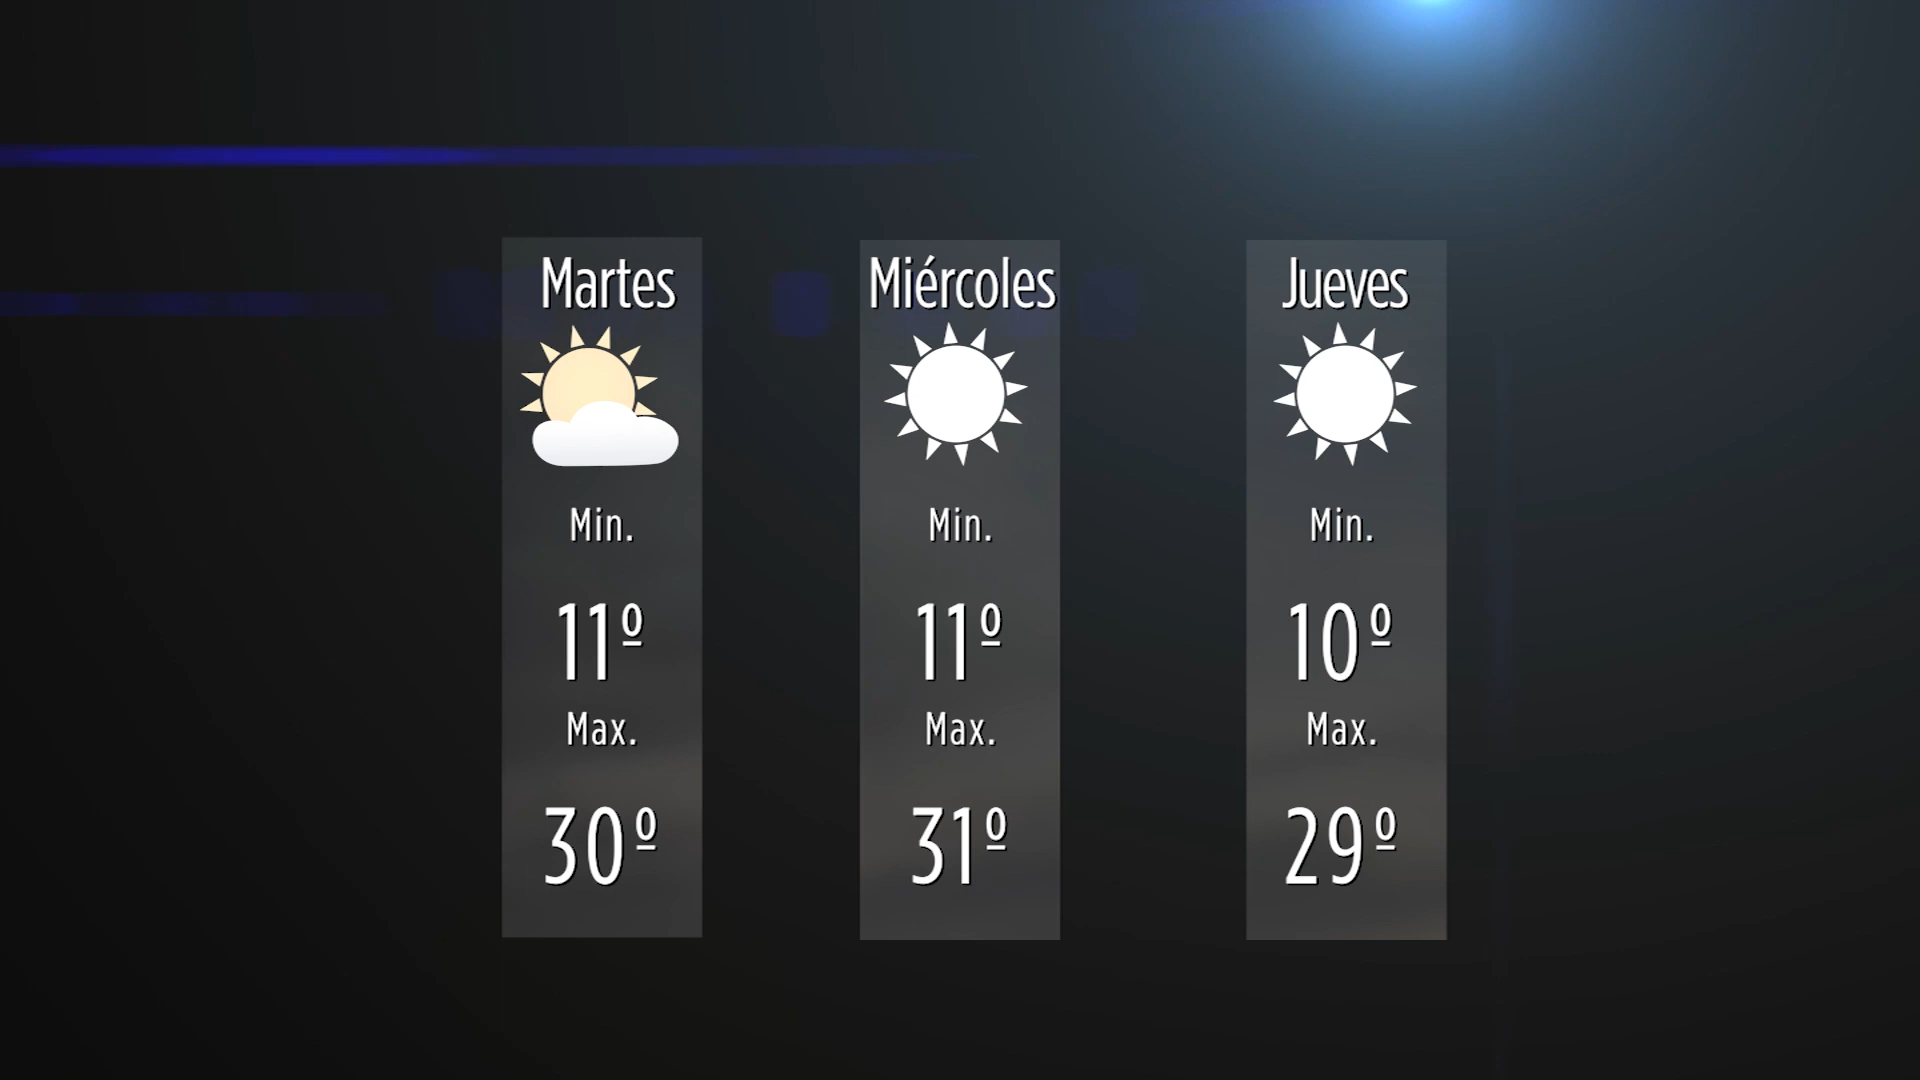 Martes
Min.
11º
Max.
30º
Miércoles
Min.
11º
Max.
31º
Jueves
Min.
10º
Max.
29º